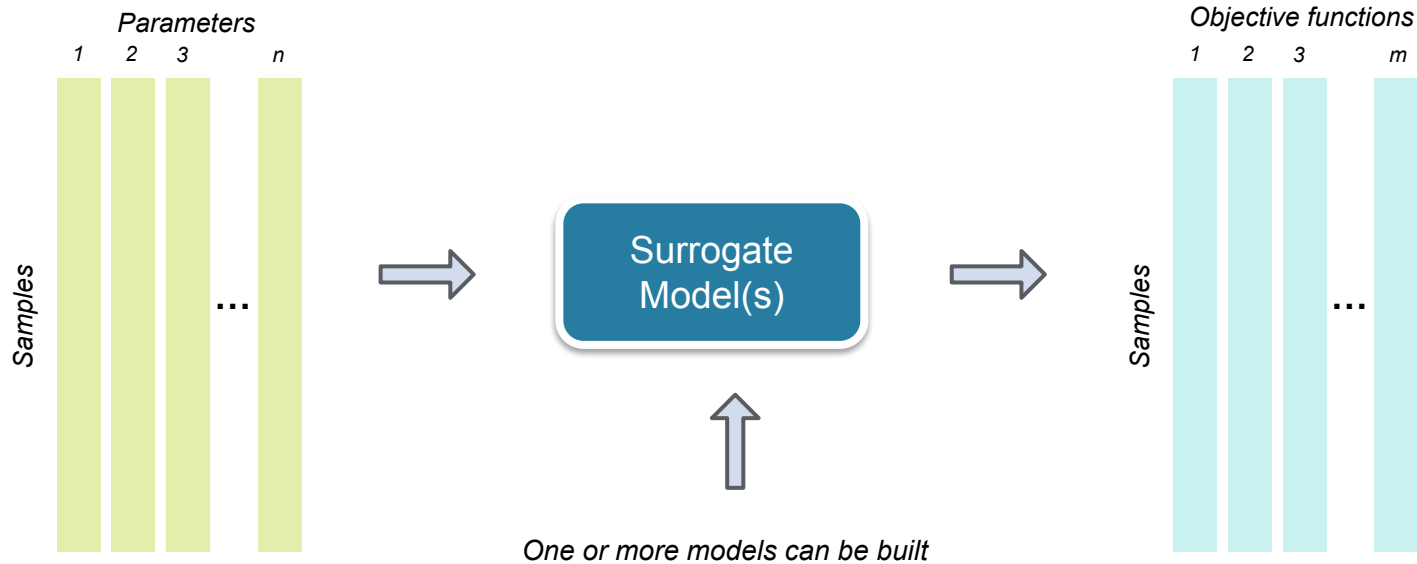 Parameters
1 2 3 n
Samples
...
Surrogate
Model(s)
One or more models can be built
Objective functions
1 2 3 m
Samples
...